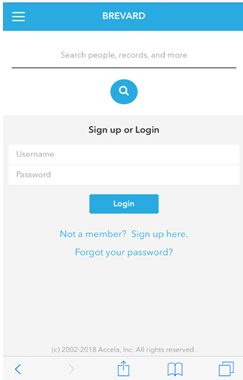 BREVARD
Search people, records, and more
Sign up or Login
Username
Password
Login
Not a member? Sign up here.
Forgot your password?
(c) 2002-2018 Accela, Inc. All rights reserved.